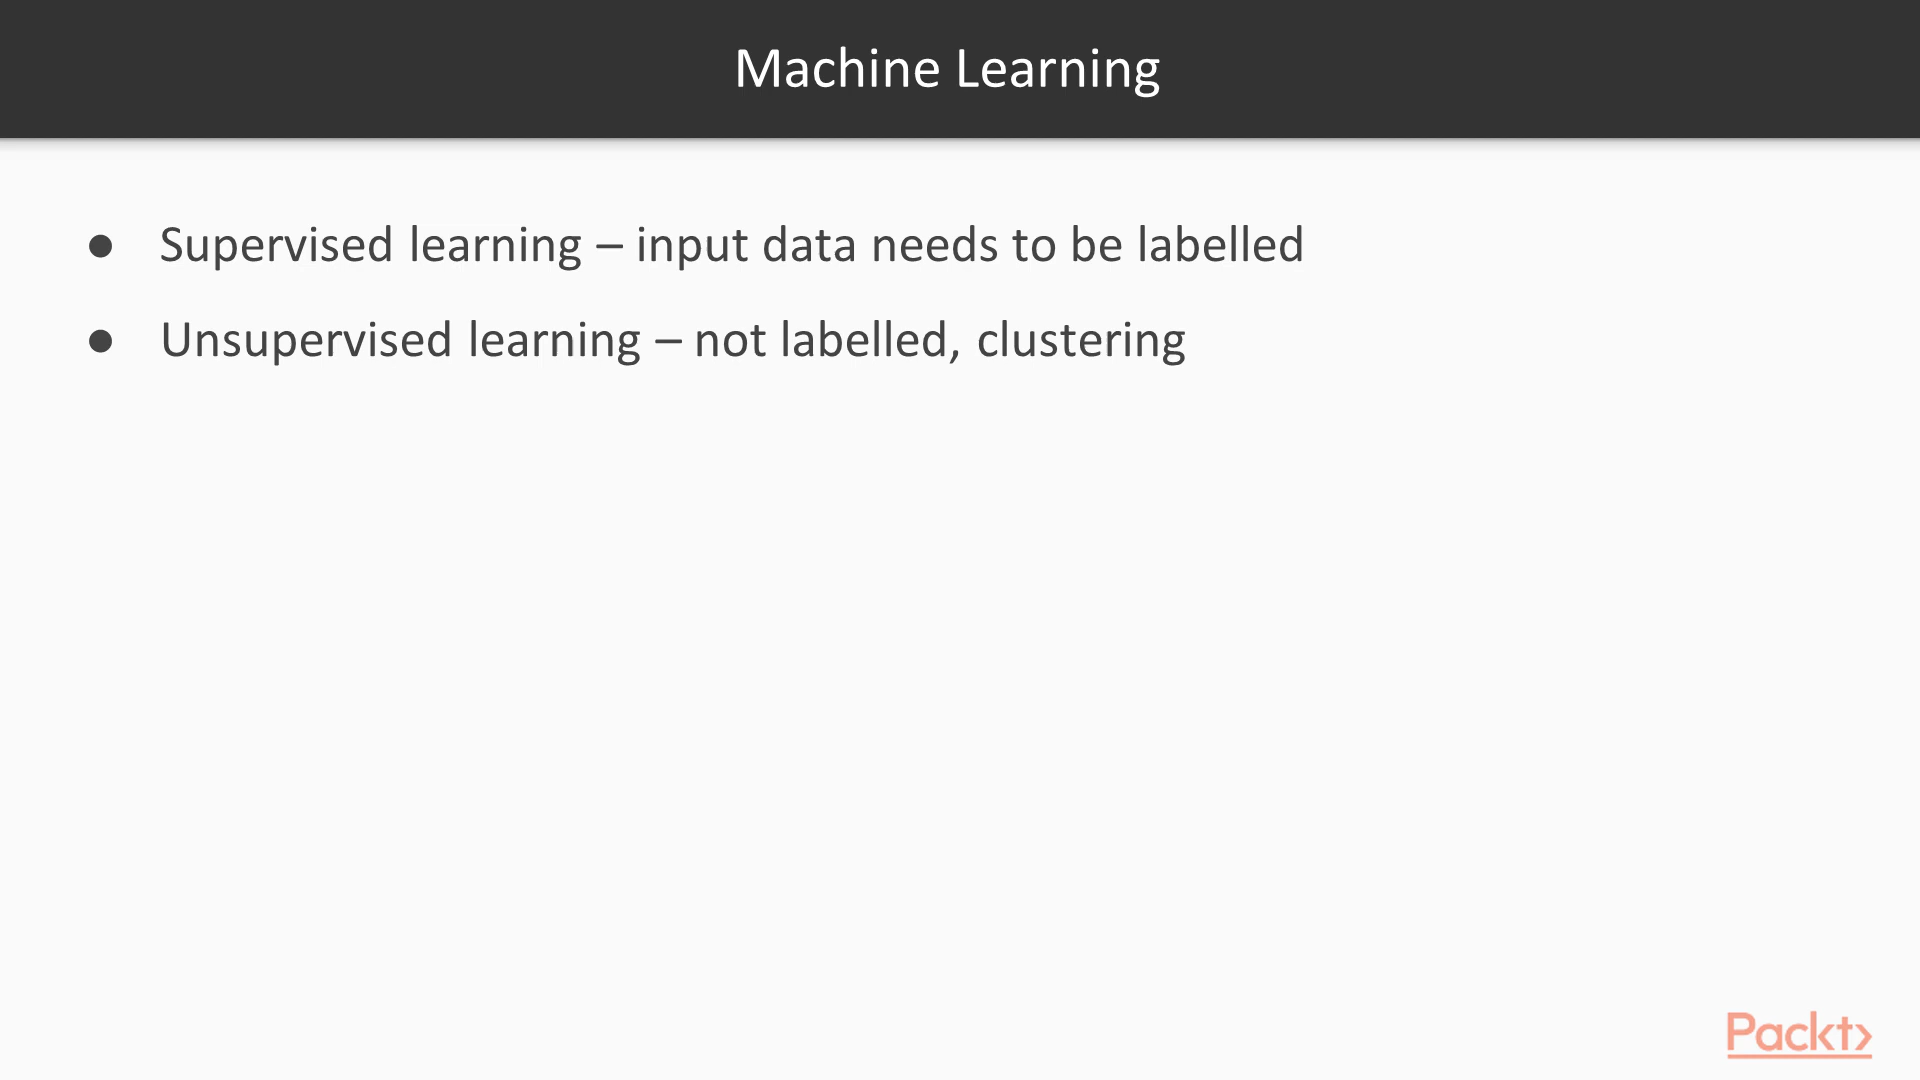 Machine Learning
● Supervised learning – input data needs to be labelled
● Unsupervised learning – not labelled, clustering
Packt>